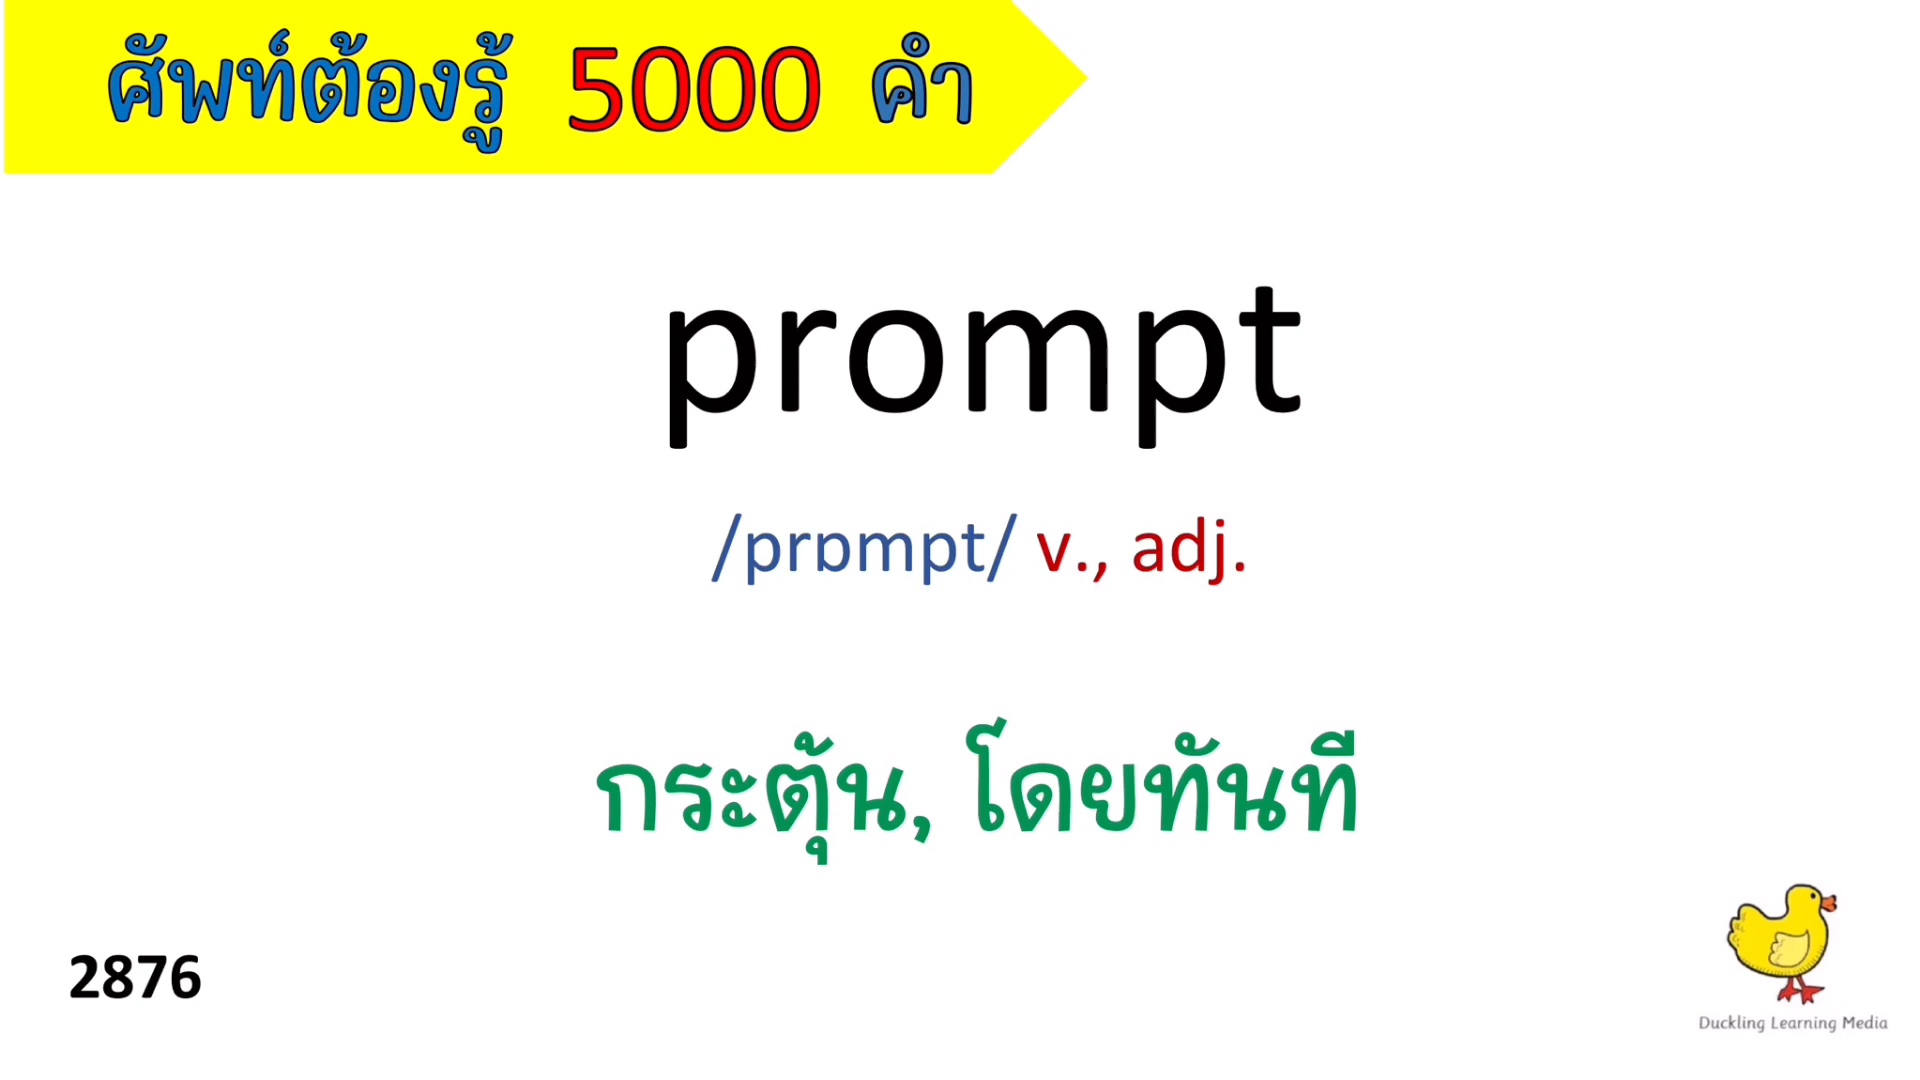 ศัพท์ต้องรู้ 5000 คำ
prompt
/prɒmpt/ v., adj.
กระตุ้น, โดยทันที
2876
Duckling Learning Media